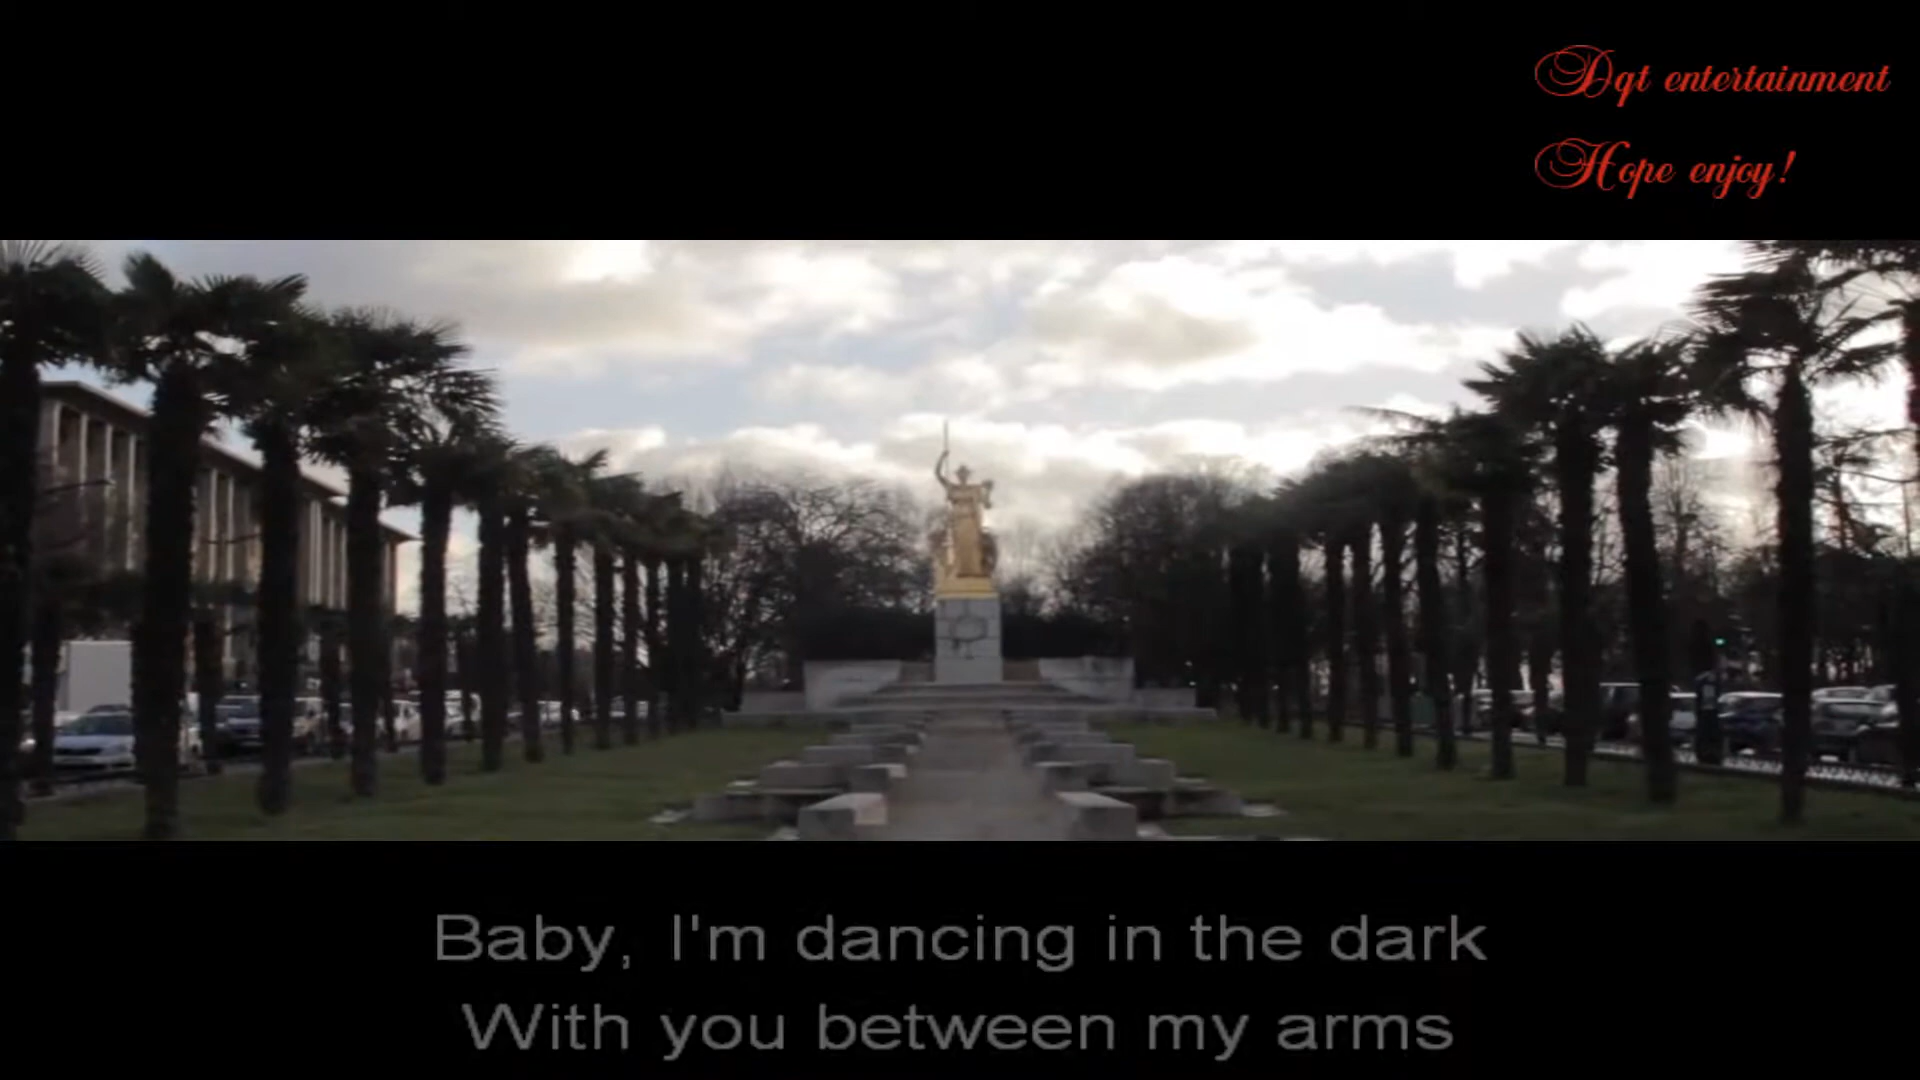 Dqt entertainment
Hope enjoy!
Baby, I'm dancing in the dark
With you between my arms